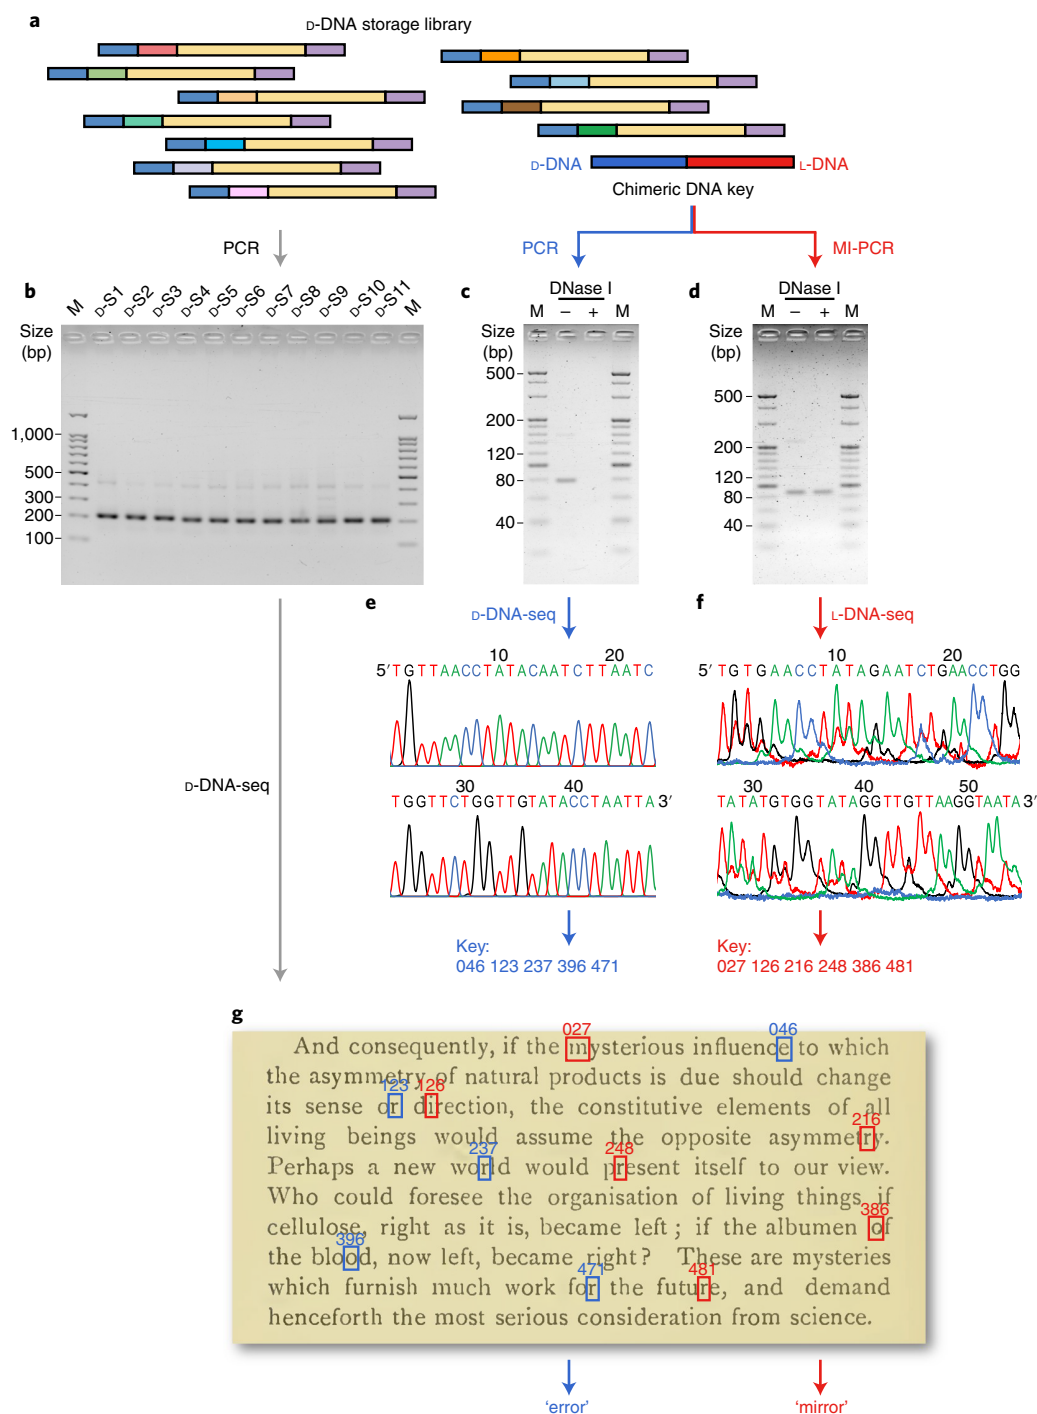 a
D-DNA storage library
D-DNA
L-DNA
Chimeric DNA key
PCR
PCR
MI-PCR
b
M D-S1 D-S2 D-S3 D-S4 D-S5 D-S6 D-S7 D-S8 D-S9 D-S10 D-S11 M
Size
(bp)
1,000
500
300
200
100
c
DNase I
M – + M
Size
(bp)
500
200
120
80
40
d
DNase I
M – + M
Size
(bp)
500
200
120
80
40
D-DNA-seq
e
D-DNA-seq
10 20
5′ TGTTAACCTATACAATCTTAATC
30 40
TGGTTCTGGTTGTATACCTAATTA 3′
Key:
046 123 237 396 471
f
L-DNA-seq
10 20
5′ TGTGAACCTATAGAATCTGAACCTGG
30 40 50
TATATGTGGTATAGGTTGTTAAGGTAATA 3′
Key:
027 126 216 248 386 481
g
027 046
And consequently, if the mysterious influence to which
the asymmetry of natural products is due should change
123 126
its sense or direction, the constitutive elements of all
216
living beings would assume the opposite asymmetry.
237 248
Perhaps a new world would present itself to our view.
Who could foresee the organisation of living things if
386
cellulose, right as it is, became left; if the albumen of
396
the blood, now left, became right? These are mysteries
471 481
which furnish much work for the future, and demand
henceforth the most serious consideration from science.
'error' 'mirror'